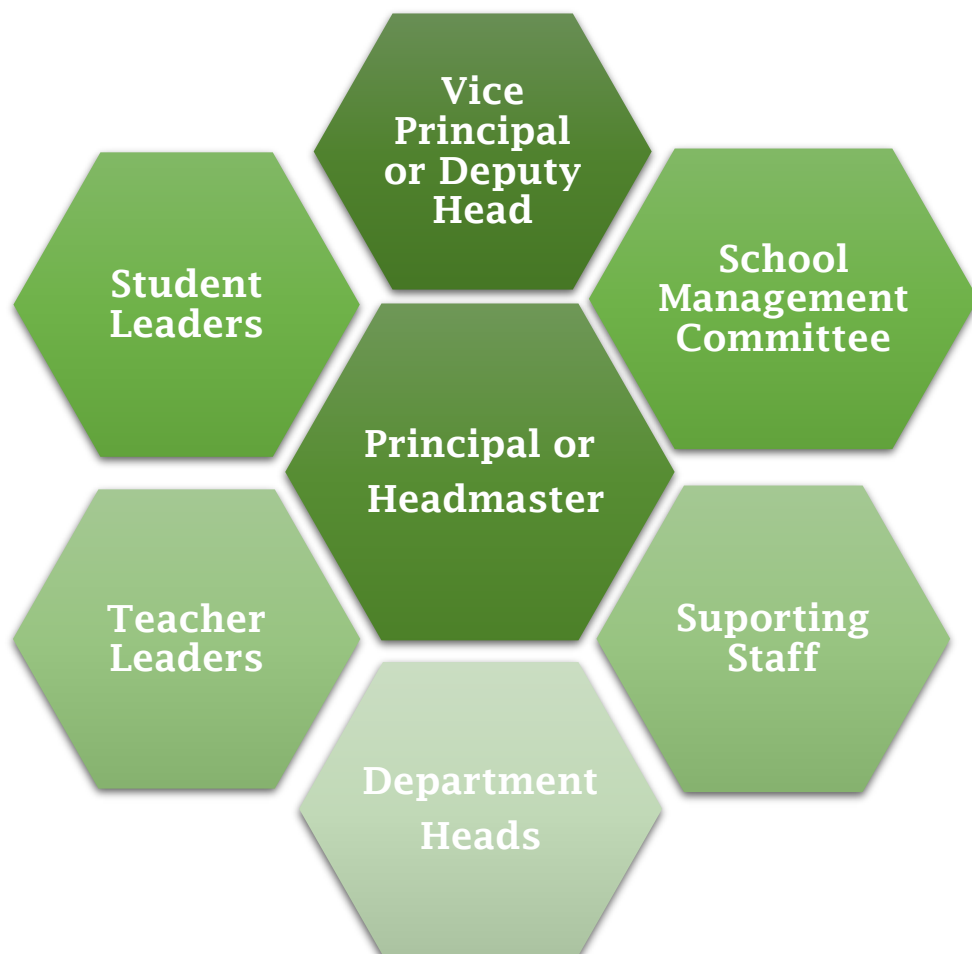 Vice
Principal
or Deputy
Head
Student
Leaders
School
Management
Committee
Principal or
Headmaster
Teacher
Leaders
Suporting
Staff
Department
Heads